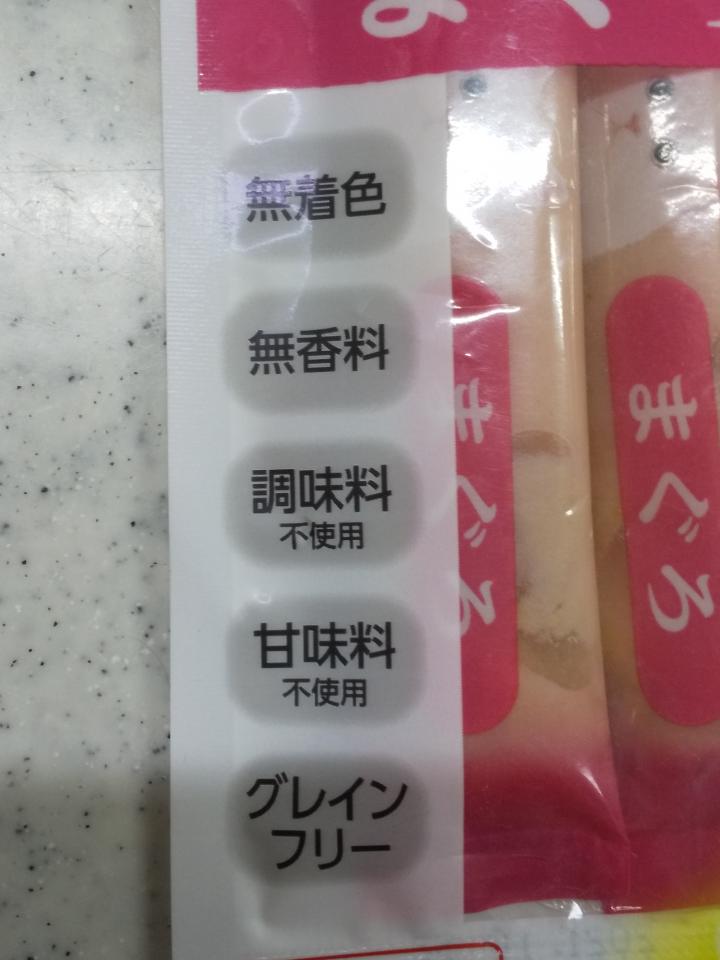 無着色
無香料
調味料
不使用
甘味料
不使用
グレイン
フリー
まぐろ
まぐろ